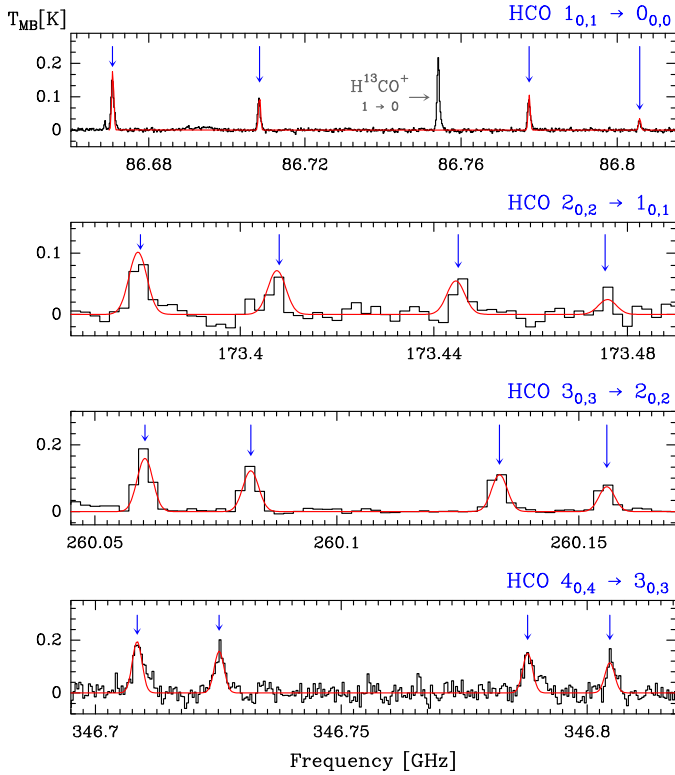 T_MB[K]
HCO 1_0,1 → 0_0,0
0.2
0.1
0
H^13CO^+
1 → 0
86.68 86.72 86.76 86.8
HCO 2_0,2 → 1_0,1
0.1
0
173.4 173.44 173.48
HCO 3_0,3 → 2_0,2
0.2
0
260.05 260.1 260.15
HCO 4_0,4 → 3_0,3
0.2
0
346.7 346.75 346.8
Frequency [GHz]